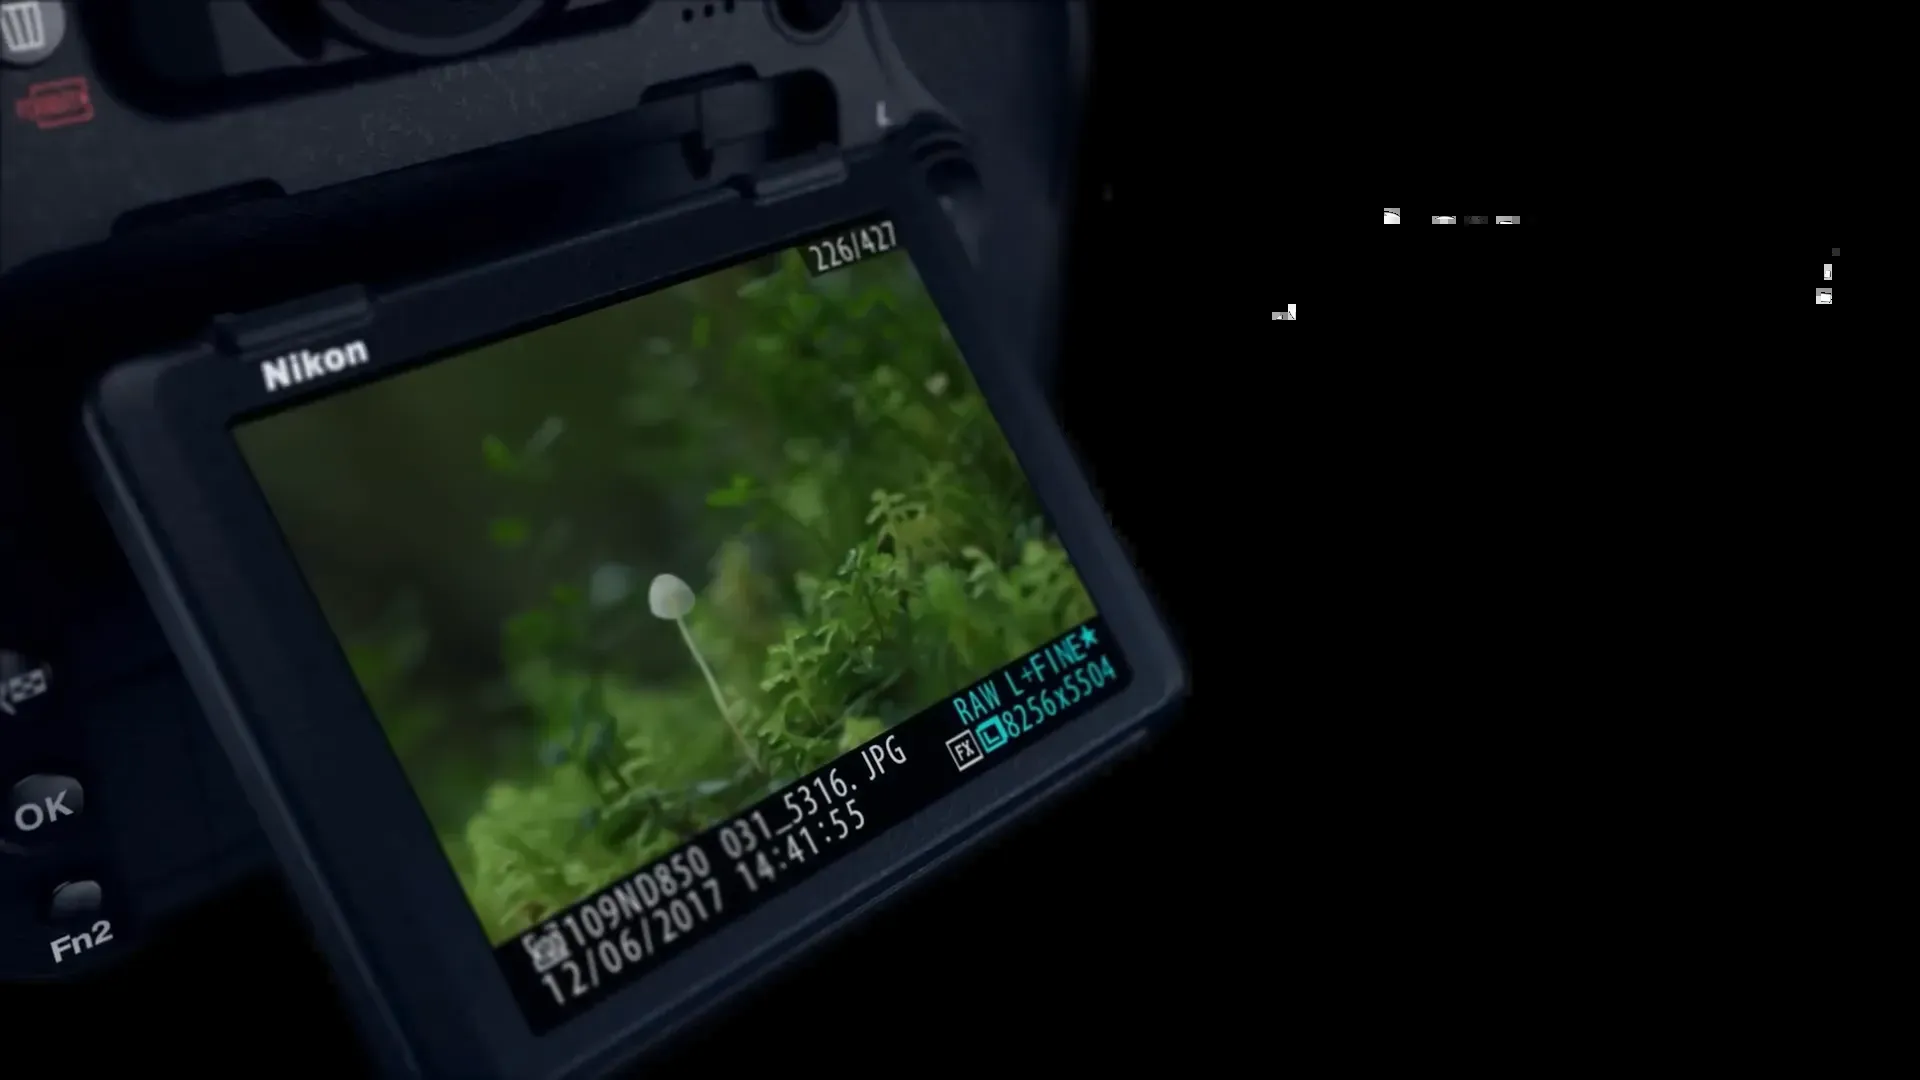 L
226/427
Nikon
RAW L+FINE★
FX L 8256x5504
109ND850 031_5316.JPG
12/06/2017 14:41:55
OK
Fn2